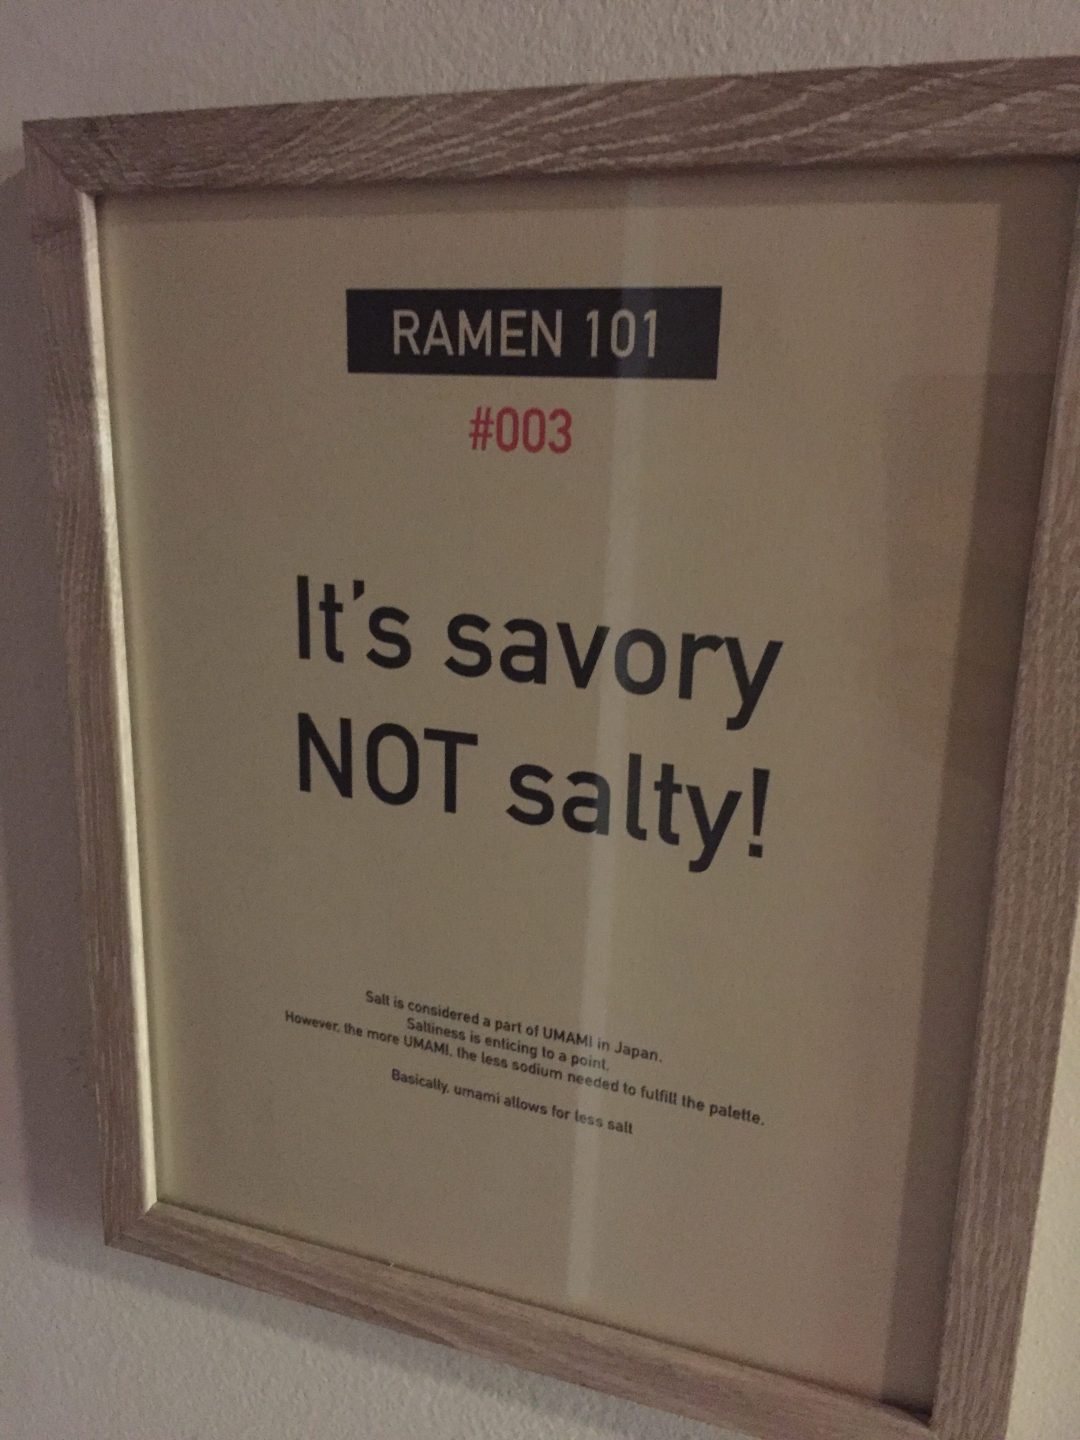 RAMEN 101
#003
It's savory
NOT salty!
Salt is considered a part of UMAMI in Japan.
Saltiness is enticing to a point.
However, the more UMAMI, the less sodium needed to fulfill the palette.
Basically, umami allows for less salt